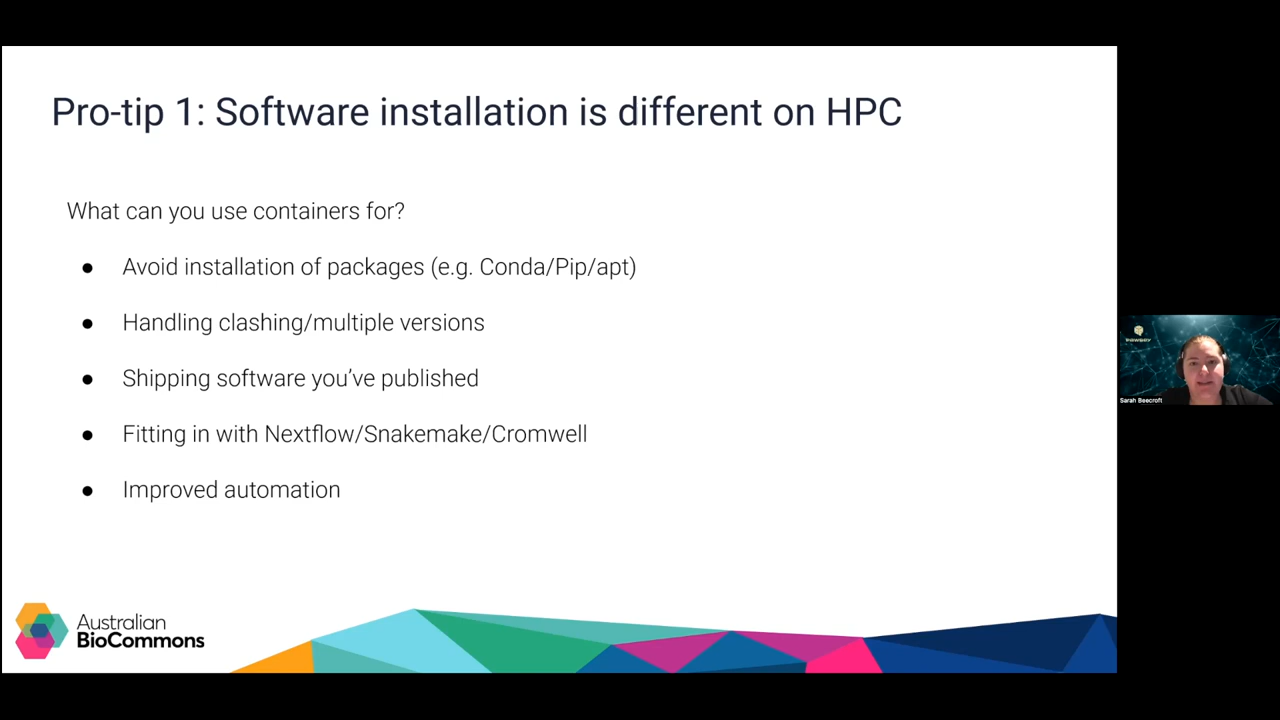 Pro-tip 1: Software installation is different on HPC
What can you use containers for?
● Avoid installation of packages (e.g. Conda/Pip/apt)
● Handling clashing/multiple versions
● Shipping software you’ve published
● Fitting in with Nextflow/Snakemake/Cromwell
● Improved automation
Australian
BioCommons
Sarah Beecroft